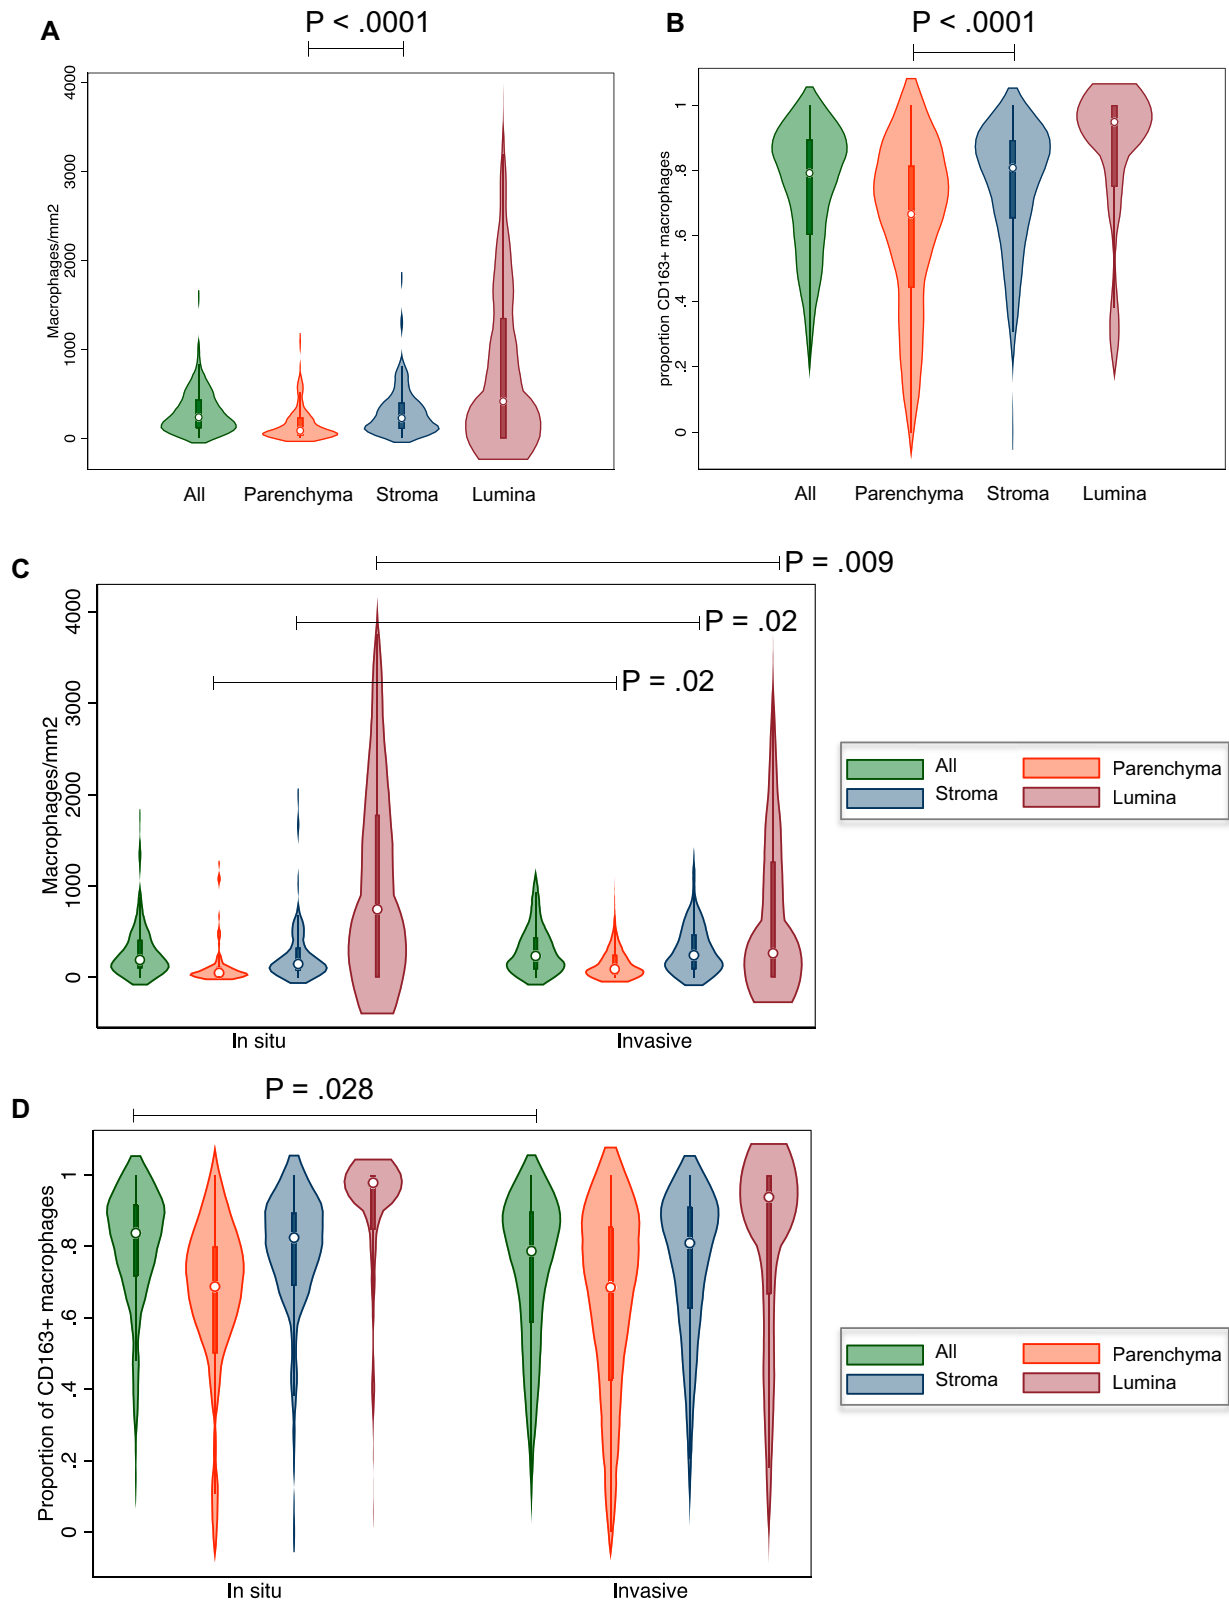 A
P < .0001
4000
3000
2000
1000
0
Macrophages/mm2
All
Parenchyma
Stroma
Lumina
B
P < .0001
1
.8
.6
.4
.2
0
proportion CD163+ macrophages
All
Parenchyma
Stroma
Lumina
C
P = .009
P = .02
P = .02
4000
3000
2000
1000
0
Macrophages/mm2
In situ
Invasive
All
Parenchyma
Stroma
Lumina
D
P = .028
1
.8
.6
.4
.2
0
Proportion of CD163+ macrophages
In situ
Invasive
All
Parenchyma
Stroma
Lumina